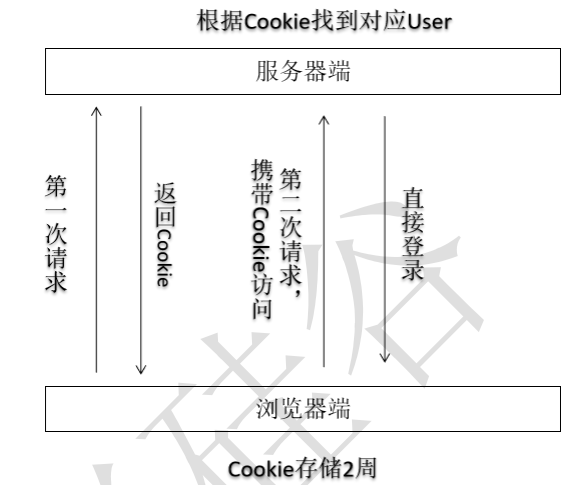 根据Cookie找到对应User
服务器端
第一次请求
返回Cookie
第二次请求，
携带Cookie访问
直接登录
浏览器端
Cookie存储2周
硅谷